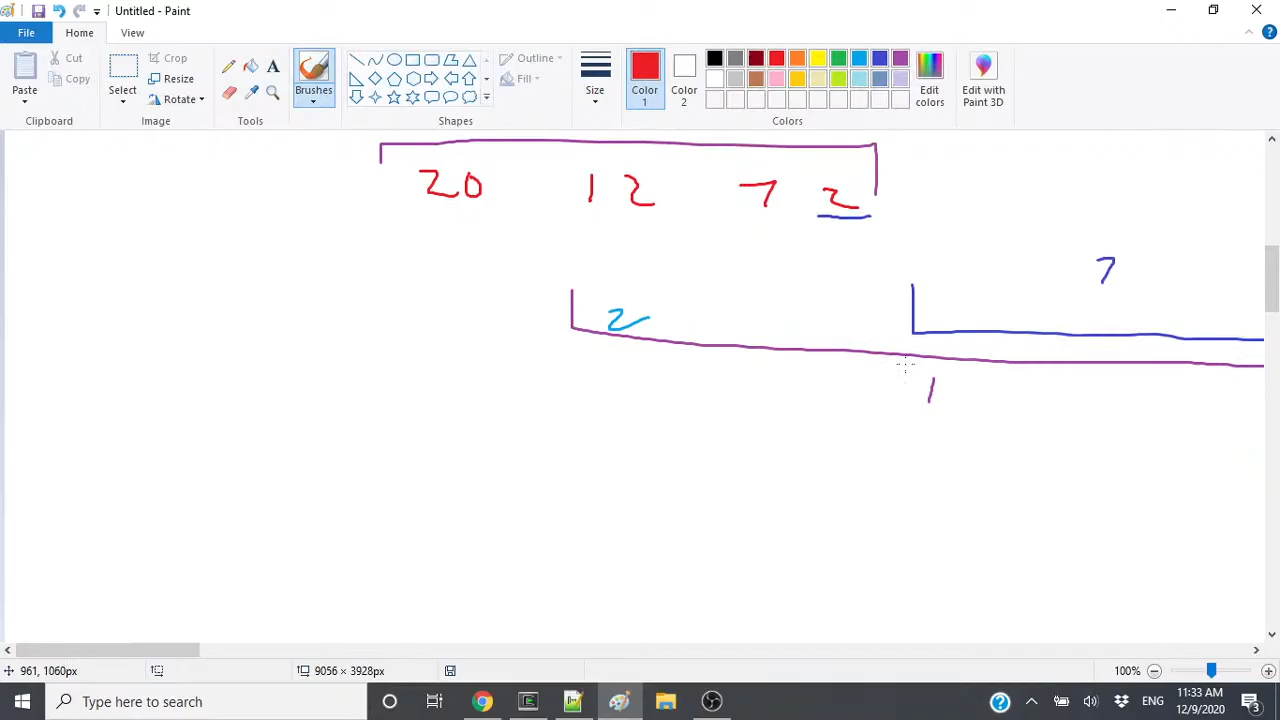 Untitled - Paint
File Home View
Paste
Cut
Copy
Clipboard
Select
Crop
Resize
Rotate
Image
Tools
Brushes
Shapes
Outline
Fill
Size
Color 1
Color 2
Edit colors
Colors
Edit with Paint 3D
20 12 7 2
7
2
1
961, 1060px
9056 × 3928px
100%
Type here to search
ENG
11:33 AM
12/9/2020
3